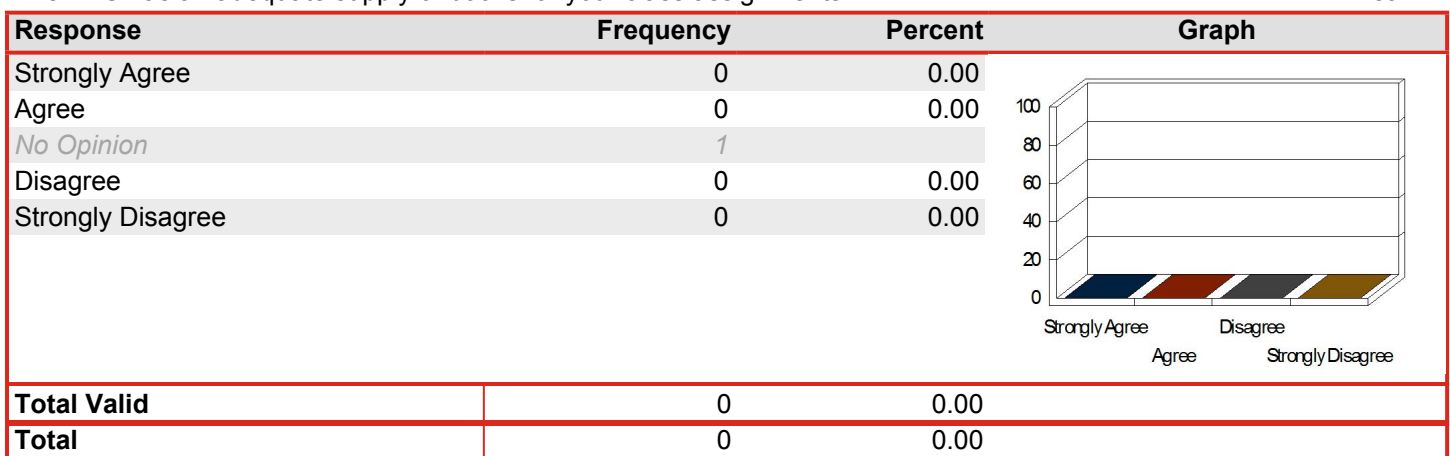 Response Frequency Percent Graph
Strongly Agree 0 0.00
Agree 0 0.00
No Opinion 1
Disagree 0 0.00
Strongly Disagree 0 0.00
100
80
60
40
20
0
Strongly Agree Disagree
Agree Strongly Disagree
Total Valid 0 0.00
Total 0 0.00